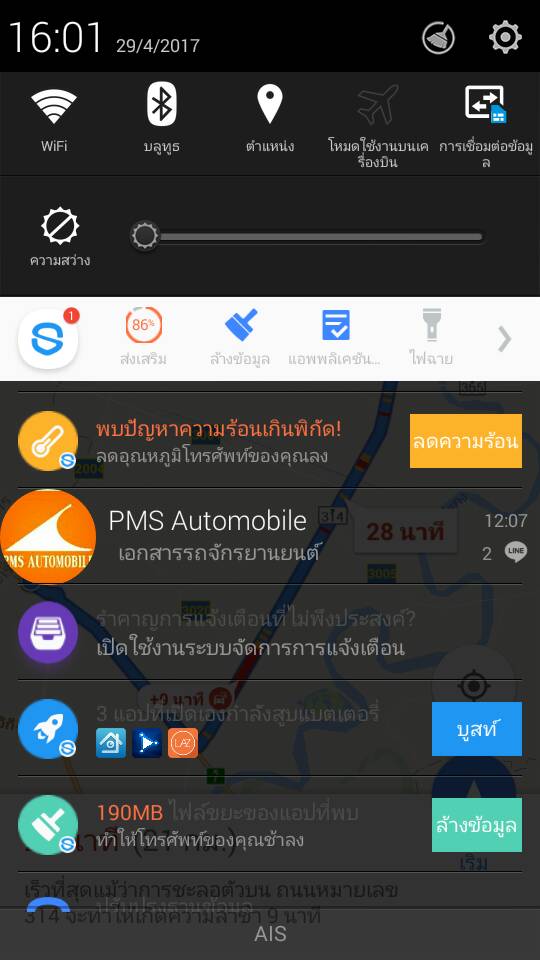 16:01 29/4/2017
WiFi
บลูทูธ
ตำแหน่ง
โหมดใช้งานบนเค
รื่องบิน
การเชื่อมต่อข้อมู
ล
ความสว่าง
1
86%
ส่งเสริม
ล้างข้อมูล
แอพพลิเคชัน...
ไฟฉาย
355
พบปัญหาความร้อนเกินพิกัด!
ลดอุณหภูมิโทรศัพท์ของคุณลง
ลดความร้อน
2004
PMS AUTOMOBIL
PMS Automobile
12:07
เอกสารรถจักรยานยนต์
2 LINE
314
28 นาที
3005
3020
รำคาญการแจ้งเตือนที่ไม่พึงประสงค์?
เปิดใช้งานระบบจัดการการแจ้งเตือน
+9 นาที
3 แอปที่เปิดเองกำลังสูบแบตเตอรี่
LAZ
บูสท์
190MB ไฟล์ขยะของแอปที่พบ
ทำให้โทรศัพท์ของคุณช้าลง
ล้างข้อมูล
นาที (21 กม.)
เริ่ม
เร็วที่สุดแม้ว่าการชะลอตัวบน ถนนหมายเลข
314 จะทำให้เกิดความล่าช้า 9 นาที
AIS